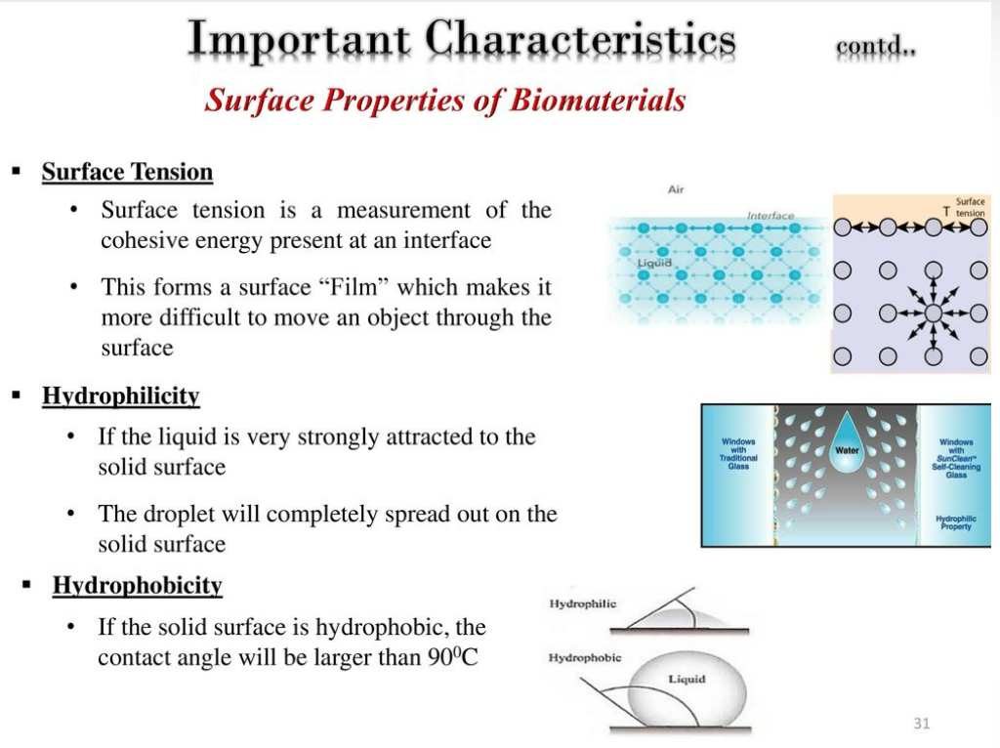 Important Characteristics contd..
Surface Properties of Biomaterials
▪ Surface Tension
• Surface tension is a measurement of the
cohesive energy present at an interface
• This forms a surface “Film” which makes it
more difficult to move an object through the
surface
Air
Interface
Liquid
Surface
T tension
▪ Hydrophilicity
• If the liquid is very strongly attracted to the
solid surface
• The droplet will completely spread out on the
solid surface
Windows
with
Traditional
Glass
Water
Windows
with
SunClean™
Self-Cleaning
Glass
Hydrophilic
Property
▪ Hydrophobicity
• If the solid surface is hydrophobic, the
contact angle will be larger than 90⁰C
Hydrophilic
Hydrophobic
Liquid
31